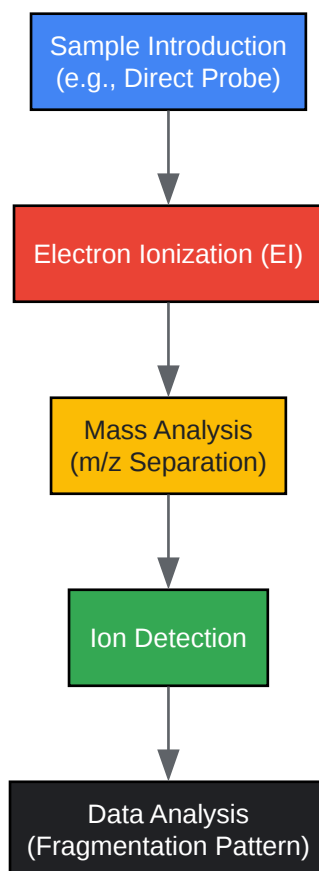 Sample Introduction
(e.g., Direct Probe)
Electron Ionization (EI)
Mass Analysis
(m/z Separation)
Ion Detection
Data Analysis
(Fragmentation Pattern)